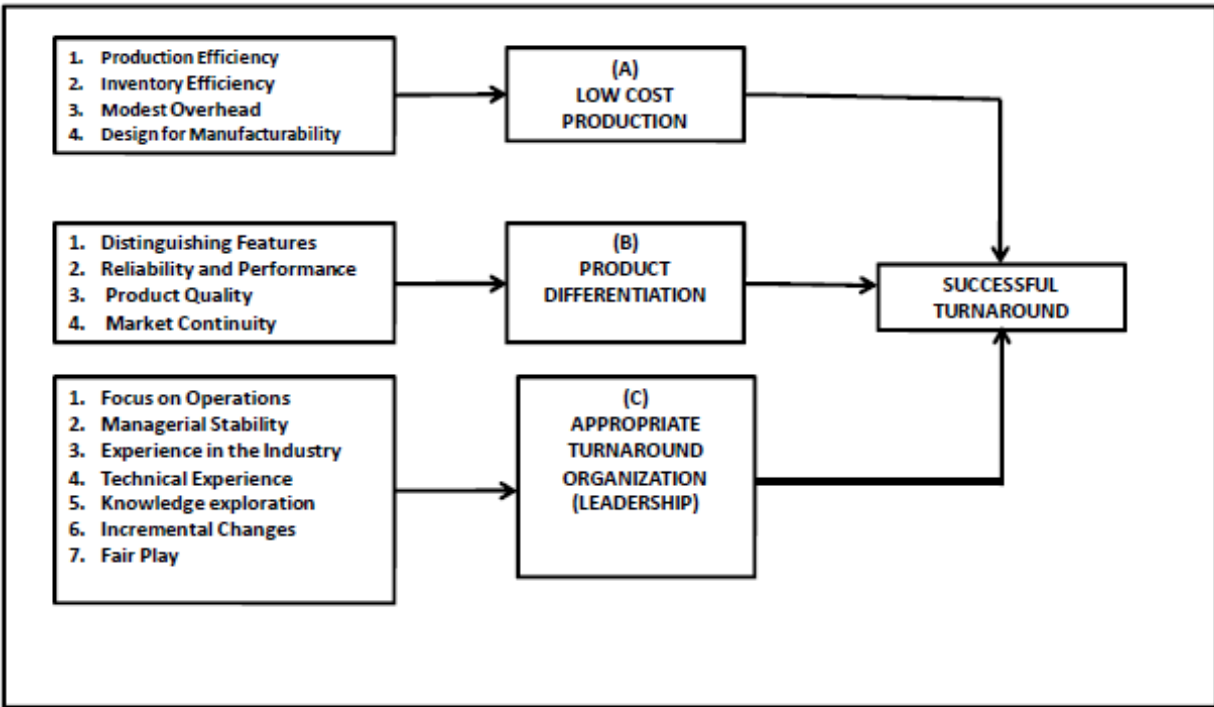 1. Production Efficiency
2. Inventory Efficiency
3. Modest Overhead
4. Design for Manufacturability
(A)
LOW COST
PRODUCTION
1. Distinguishing Features
2. Reliability and Performance
3. Product Quality
4. Market Continuity
(B)
PRODUCT
DIFFERENTIATION
SUCCESSFUL
TURNAROUND
1. Focus on Operations
2. Managerial Stability
3. Experience in the Industry
4. Technical Experience
5. Knowledge exploration
6. Incremental Changes
7. Fair Play
(C)
APPROPRIATE
TURNAROUND
ORGANIZATION
(LEADERSHIP)